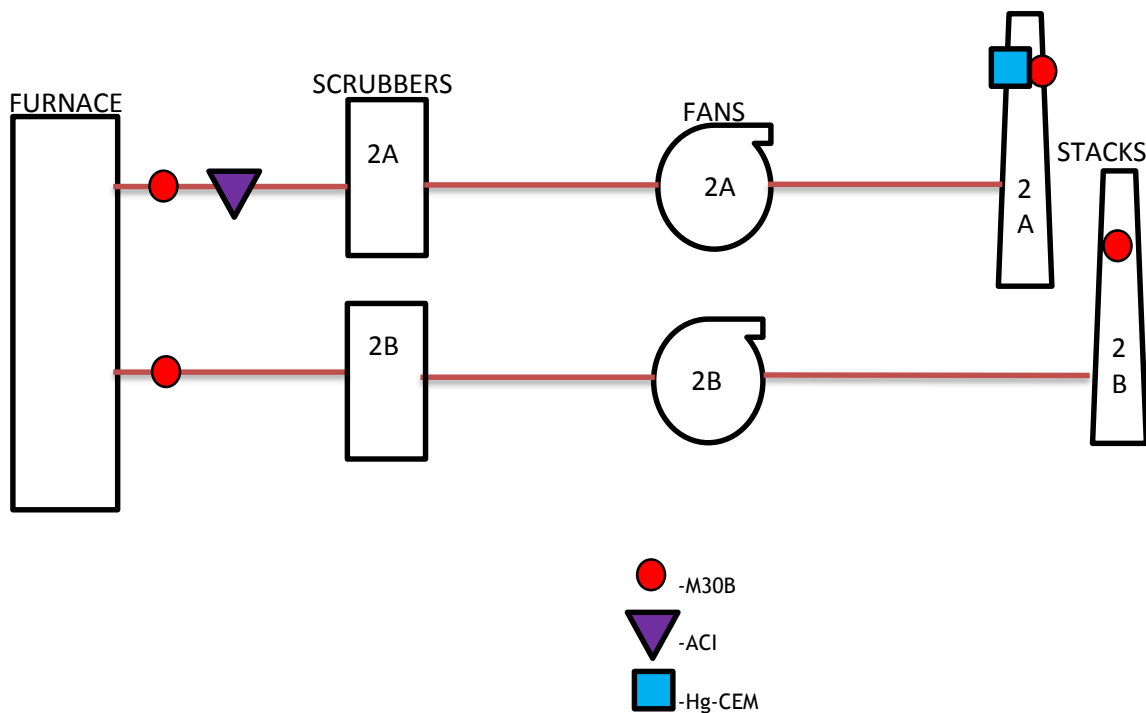 FURNACE
SCRUBBERS
FANS
STACKS
2A
2A
2
A
2B
2B
2
B
-M30B
-ACI
-Hg-CEM